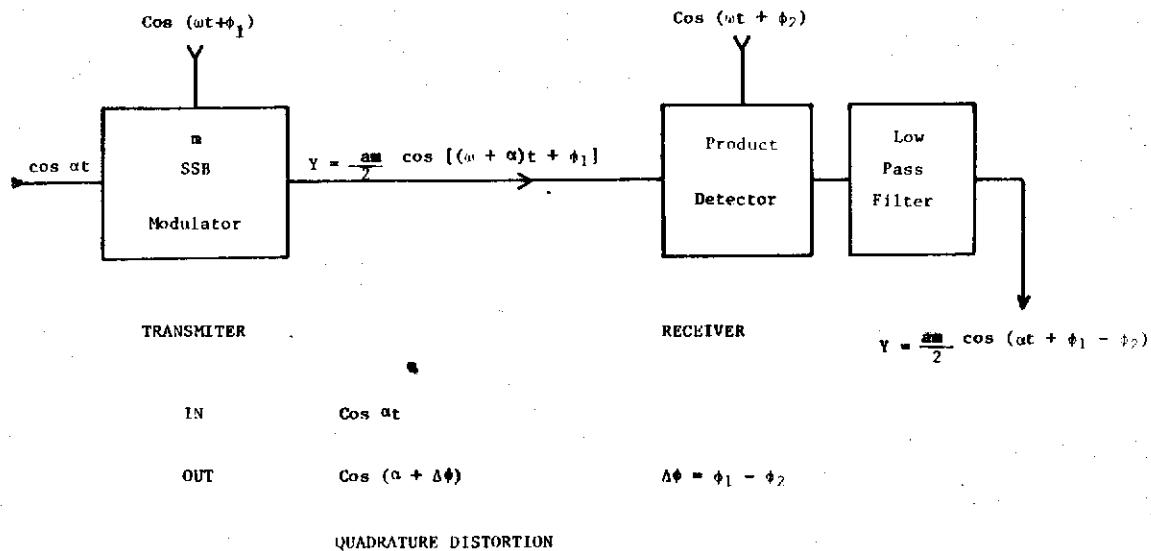 Cos (ωt+ϕ1)
Cos (ωt + ϕ2)
m
SSB
Modulator
cos αt
Y = am/2 cos [(ω + α)t + ϕ1]
Product
Detector
Low
Pass
Filter
TRANSMITER
RECEIVER
Y = am/2 cos (αt + ϕ1 - ϕ2)
IN Cos αt
OUT Cos (α + Δϕ) Δϕ = ϕ1 - ϕ2
QUADRATURE DISTORTION